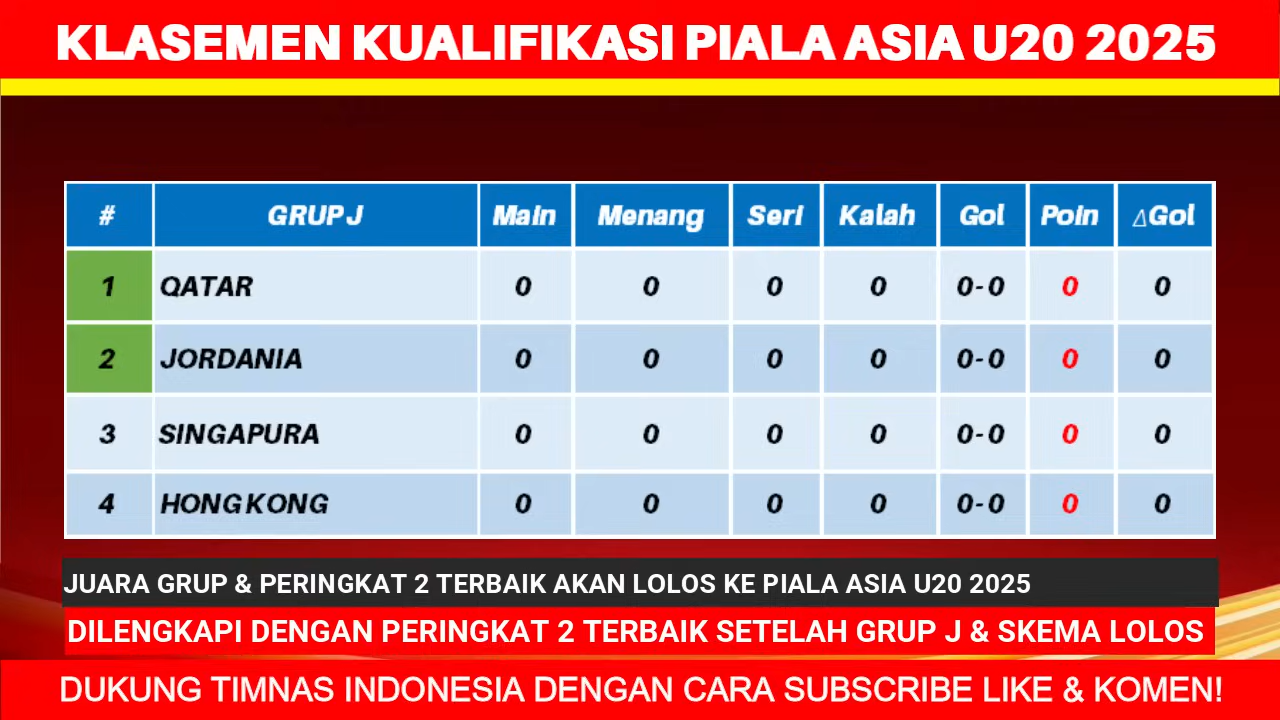 KLASEMEN KUALIFIKASI PIALA ASIA U20 2025
# GRUP J Main Menang Seri Kalah Gol Poin △Gol
1 QATAR 0 0 0 0 0-0 0 0
2 JORDANIA 0 0 0 0 0-0 0 0
3 SINGAPURA 0 0 0 0 0-0 0 0
4 HONGKONG 0 0 0 0 0-0 0 0
JUARA GRUP & PERINGKAT 2 TERBAIK AKAN LOLOS KE PIALA ASIA U20 2025
DILENGKAPI DENGAN PERINGKAT 2 TERBAIK SETELAH GRUP J & SKEMA LOLOS
DUKUNG TIMNAS INDONESIA DENGAN CARA SUBSCRIBE LIKE & KOMEN!